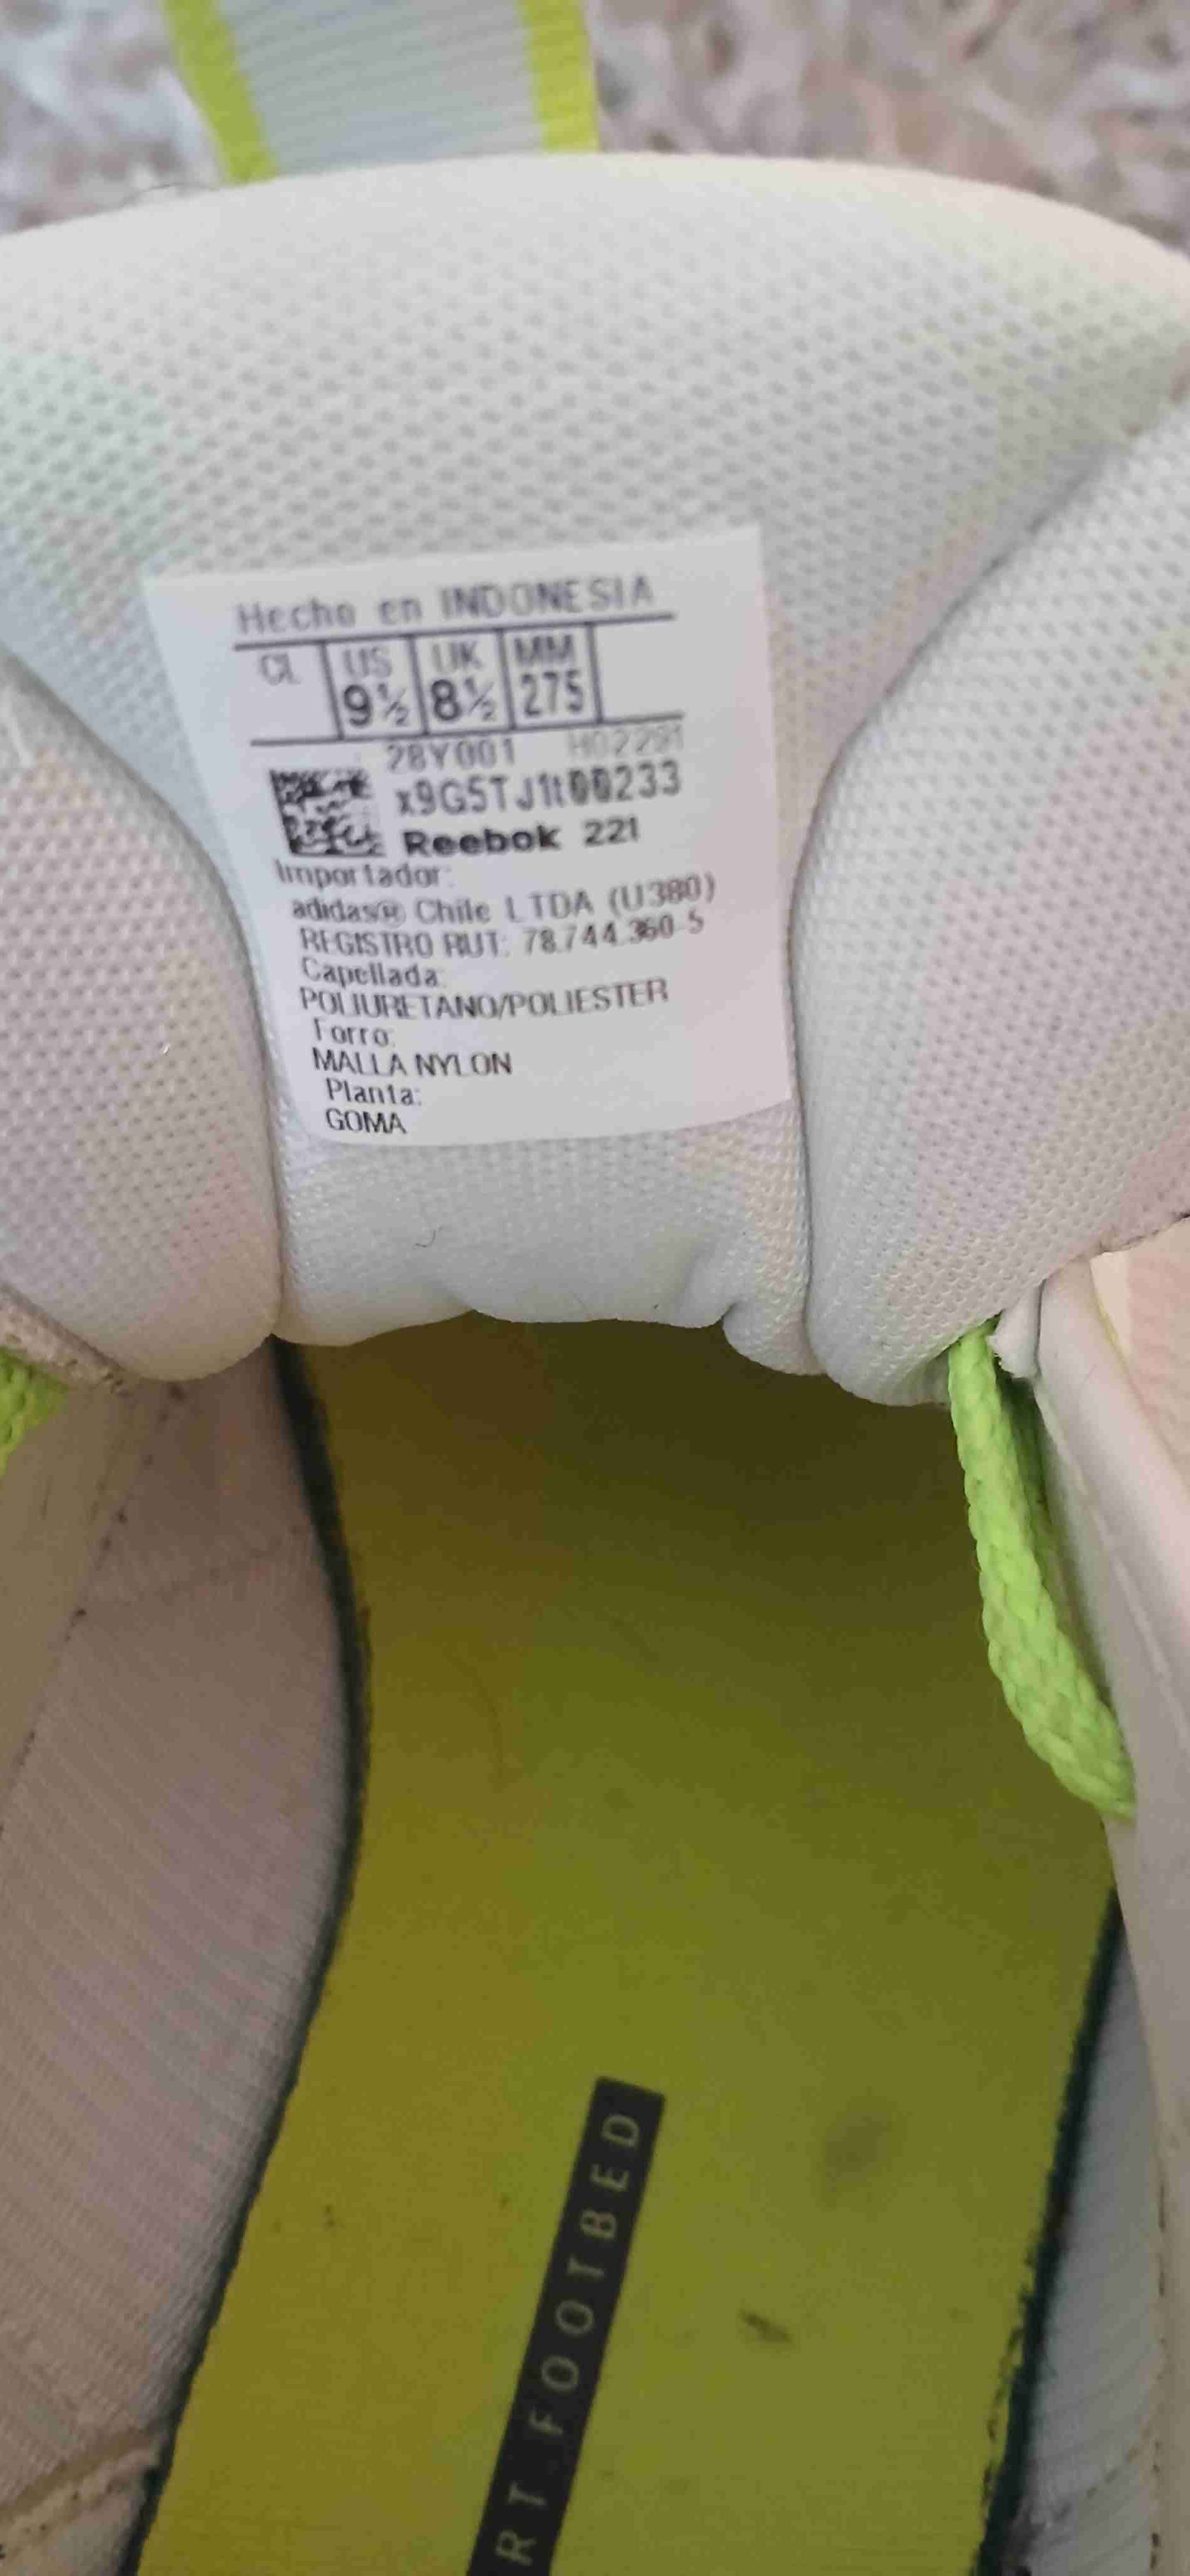 Hecho en INDONESIA
CL US UK MM
9½ 8½ 275
28Y001 H02291
x9G5TJ1t00233
Reebok 221
Importador:
adidas® Chile LTDA (U380)
REGISTRO RUT: 78.744.360-5
Capellada:
POLIURETANO/POLIESTER
Forro:
MALLA NYLON
Planta:
GOMA
RT FOOTBED